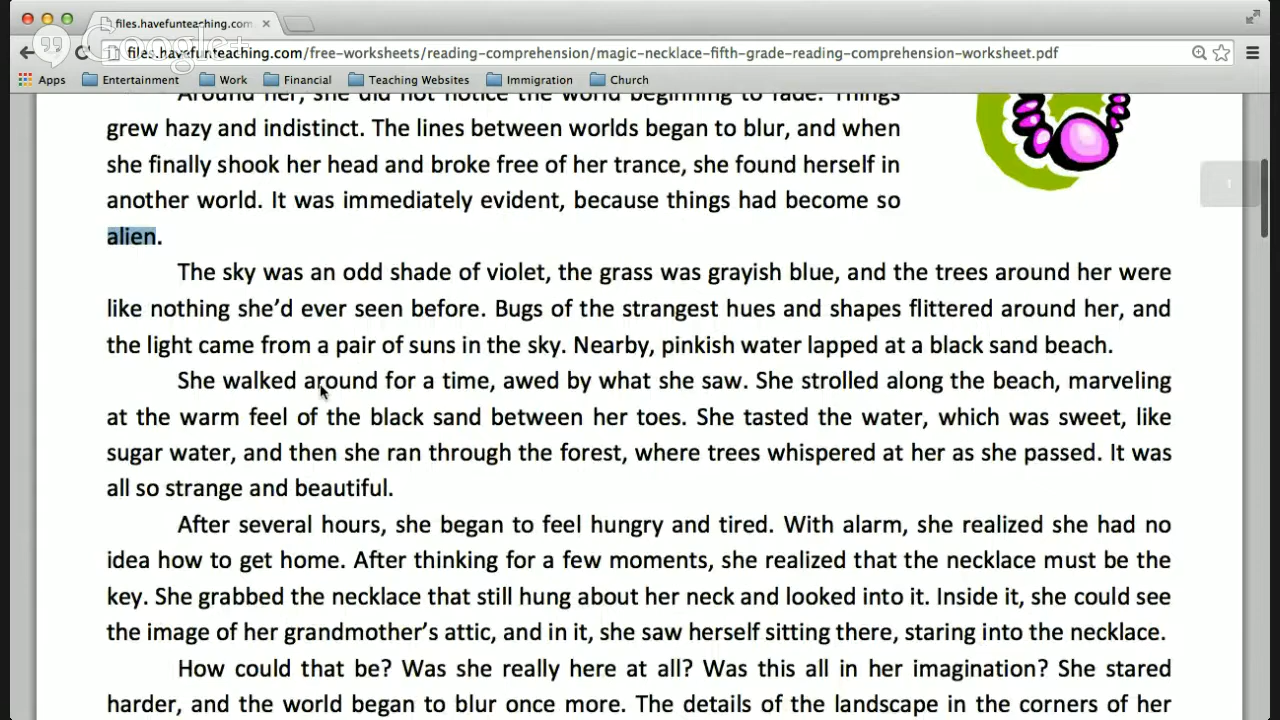 files.havefunteaching.com
Google+
files.havefunteaching.com/free-worksheets/reading-comprehension/magic-necklace-fifth-grade-reading-comprehension-worksheet.pdf
Apps Entertainment Work Financial Teaching Websites Immigration Church
Around her, she did not notice the world beginning to fade. Things
grew hazy and indistinct. The lines between worlds began to blur, and when
she finally shook her head and broke free of her trance, she found herself in
another world. It was immediately evident, because things had become so
alien.
The sky was an odd shade of violet, the grass was grayish blue, and the trees around her were
like nothing she’d ever seen before. Bugs of the strangest hues and shapes flittered around her, and
the light came from a pair of suns in the sky. Nearby, pinkish water lapped at a black sand beach.
She walked around for a time, awed by what she saw. She strolled along the beach, marveling
at the warm feel of the black sand between her toes. She tasted the water, which was sweet, like
sugar water, and then she ran through the forest, where trees whispered at her as she passed. It was
all so strange and beautiful.
After several hours, she began to feel hungry and tired. With alarm, she realized she had no
idea how to get home. After thinking for a few moments, she realized that the necklace must be the
key. She grabbed the necklace that still hung about her neck and looked into it. Inside it, she could see
the image of her grandmother’s attic, and in it, she saw herself sitting there, staring into the necklace.
How could that be? Was she really here at all? Was this all in her imagination? She stared
harder, and the world began to blur once more. The details of the landscape in the corners of her